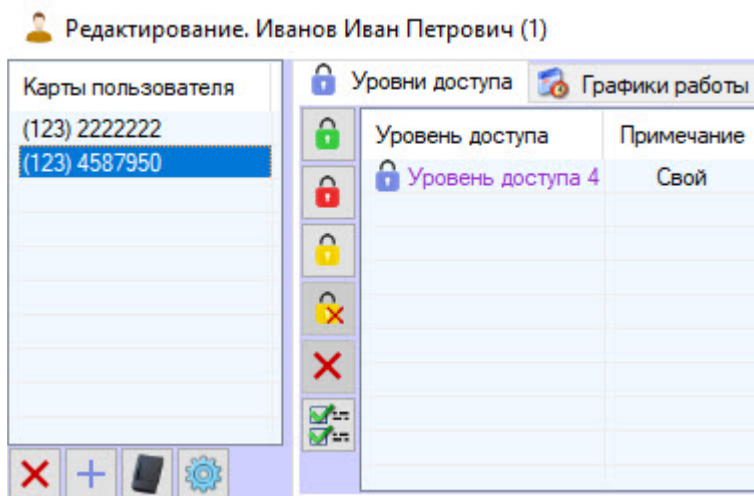 Редактирование. Иванов Иван Петрович (1)
Карты пользователя
(123) 2222222
(123) 4587950
Уровни доступа
Графики работы
Уровень доступа Примечание
Уровень доступа 4 Свой